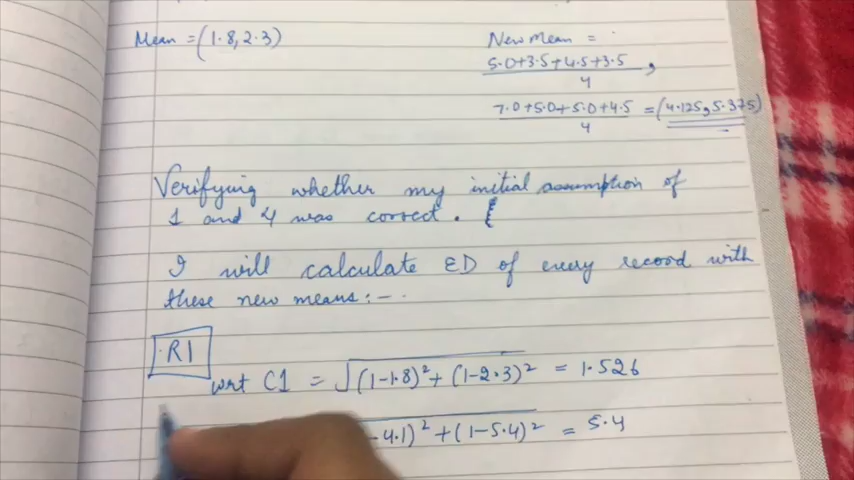 Mean = (1.8, 2.3)
New Mean =
5.0+3.5+4.5+3.5
4
,
7.0+5.0+5.0+4.5
4
= (4.125, 5.375)
Verifying whether my initial assumption of
1 and 4 was correct. {
I will calculate ED of every record with
these new means:-
R1
wrt C1 = √(1-1.8)² + (1-2.3)² = 1.526
-4.1)² + (1-5.4)² = 5.4